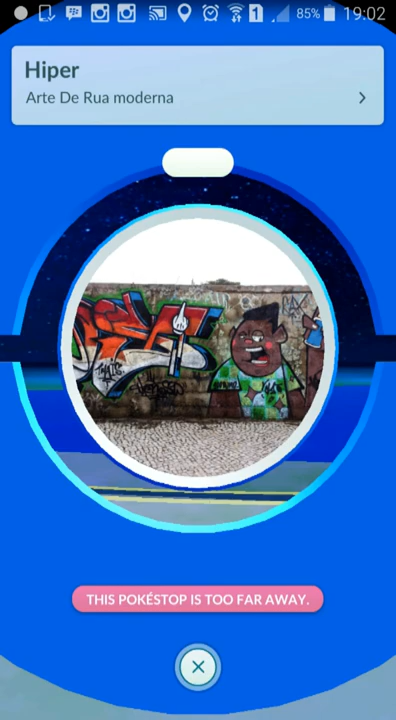 85% 19:02
Hiper
Arte De Rua moderna
THIS POKÉSTOP IS TOO FAR AWAY.